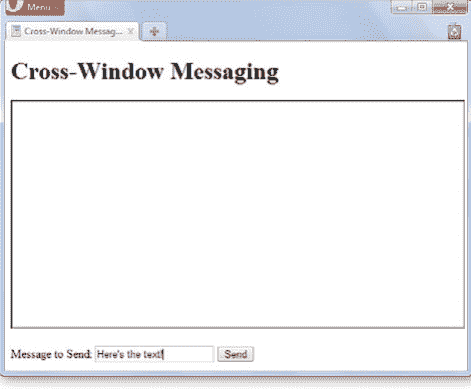 Menu
Cross-Window Messag...
Cross-Window Messaging
Message to Send: Here's the text!
Send